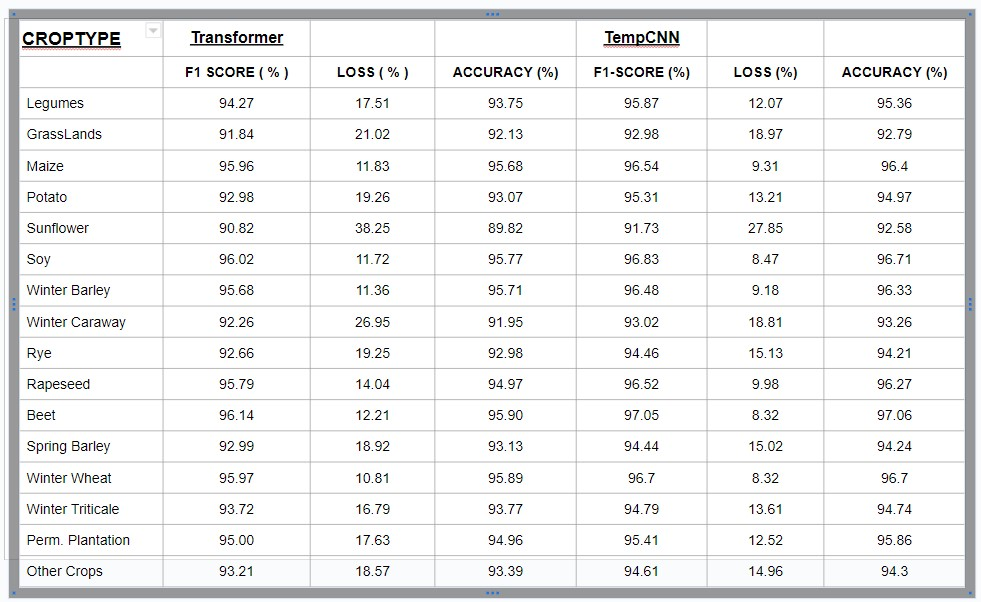 CROPTYPE Transformer TempCNN
F1 SCORE ( % ) LOSS ( % ) ACCURACY (%) F1-SCORE (%) LOSS (%) ACCURACY (%)
Legumes 94.27 17.51 93.75 95.87 12.07 95.36
GrassLands 91.84 21.02 92.13 92.98 18.97 92.79
Maize 95.96 11.83 95.68 96.54 9.31 96.4
Potato 92.98 19.26 93.07 95.31 13.21 94.97
Sunflower 90.82 38.25 89.82 91.73 27.85 92.58
Soy 96.02 11.72 95.77 96.83 8.47 96.71
Winter Barley 95.68 11.36 95.71 96.48 9.18 96.33
Winter Caraway 92.26 26.95 91.95 93.02 18.81 93.26
Rye 92.66 19.25 92.98 94.46 15.13 94.21
Rapeseed 95.79 14.04 94.97 96.52 9.98 96.27
Beet 96.14 12.21 95.90 97.05 8.32 97.06
Spring Barley 92.99 18.92 93.13 94.44 15.02 94.24
Winter Wheat 95.97 10.81 95.89 96.7 8.32 96.7
Winter Triticale 93.72 16.79 93.77 94.79 13.61 94.74
Perm. Plantation 95.00 17.63 94.96 95.41 12.52 95.86
Other Crops 93.21 18.57 93.39 94.61 14.96 94.3